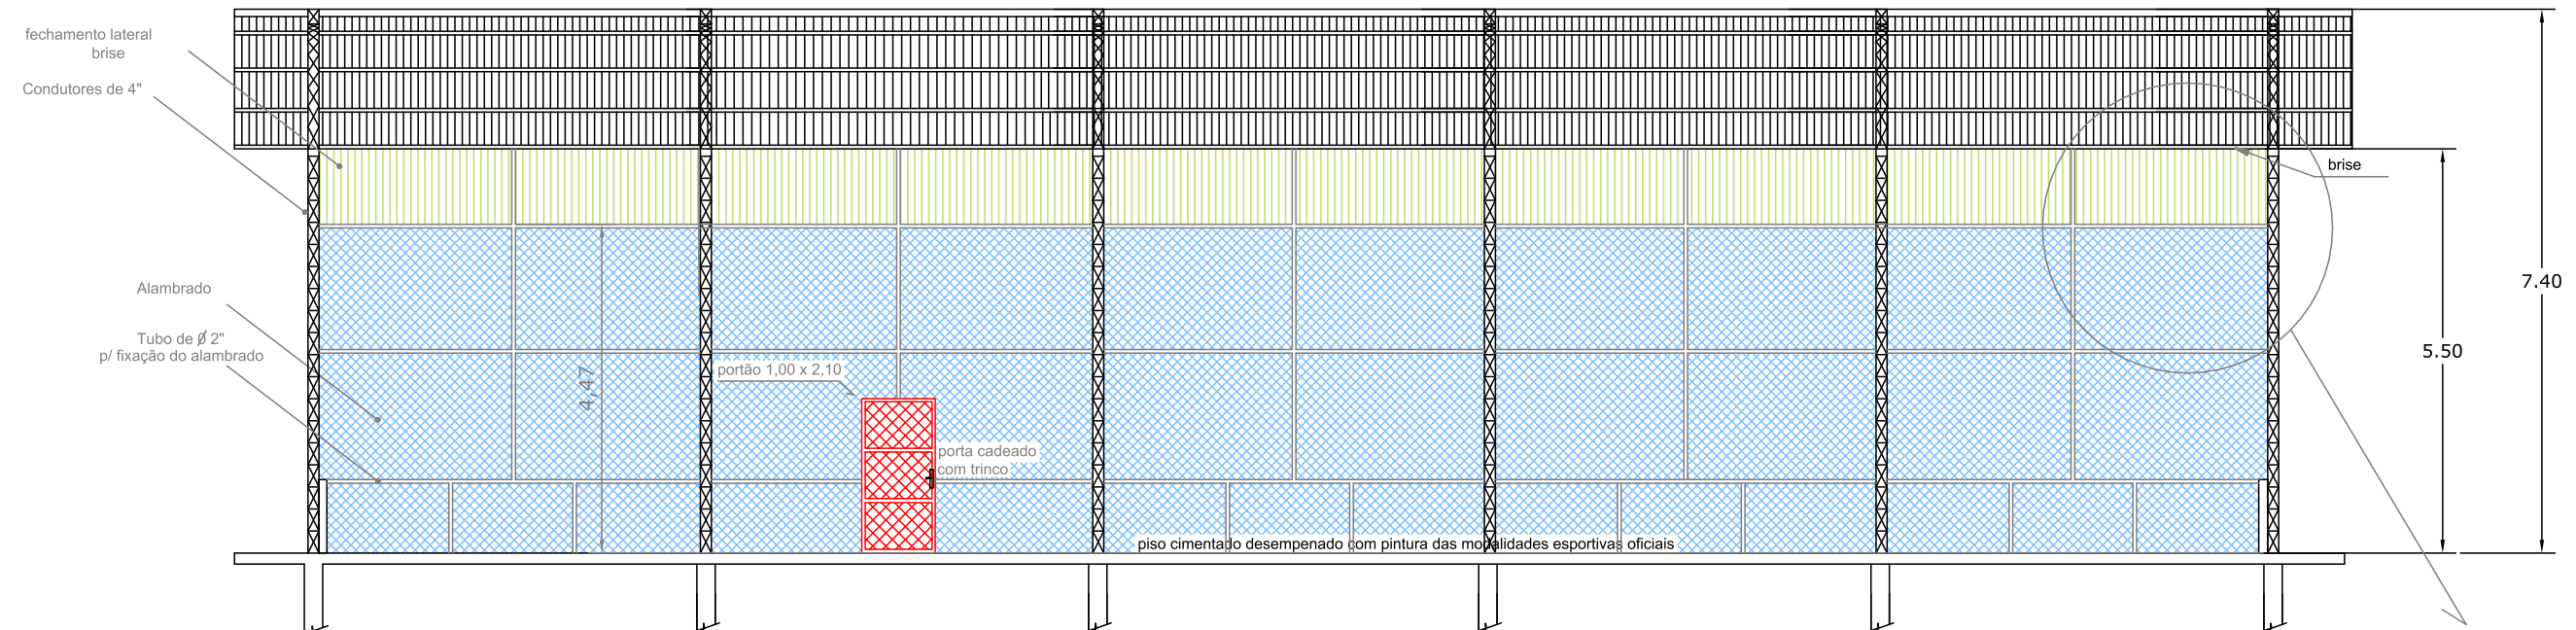 fechamento lateral
brise
Condutores de 4"
brise
7.40
5.50
Alambrado
Tubo de Ø 2"
p/ fixação do alambrado
4,47
portão 1,00 x 2,10
porta cadeado
com trinco
piso cimentado desempenado com pintura das modalidades esportivas oficiais